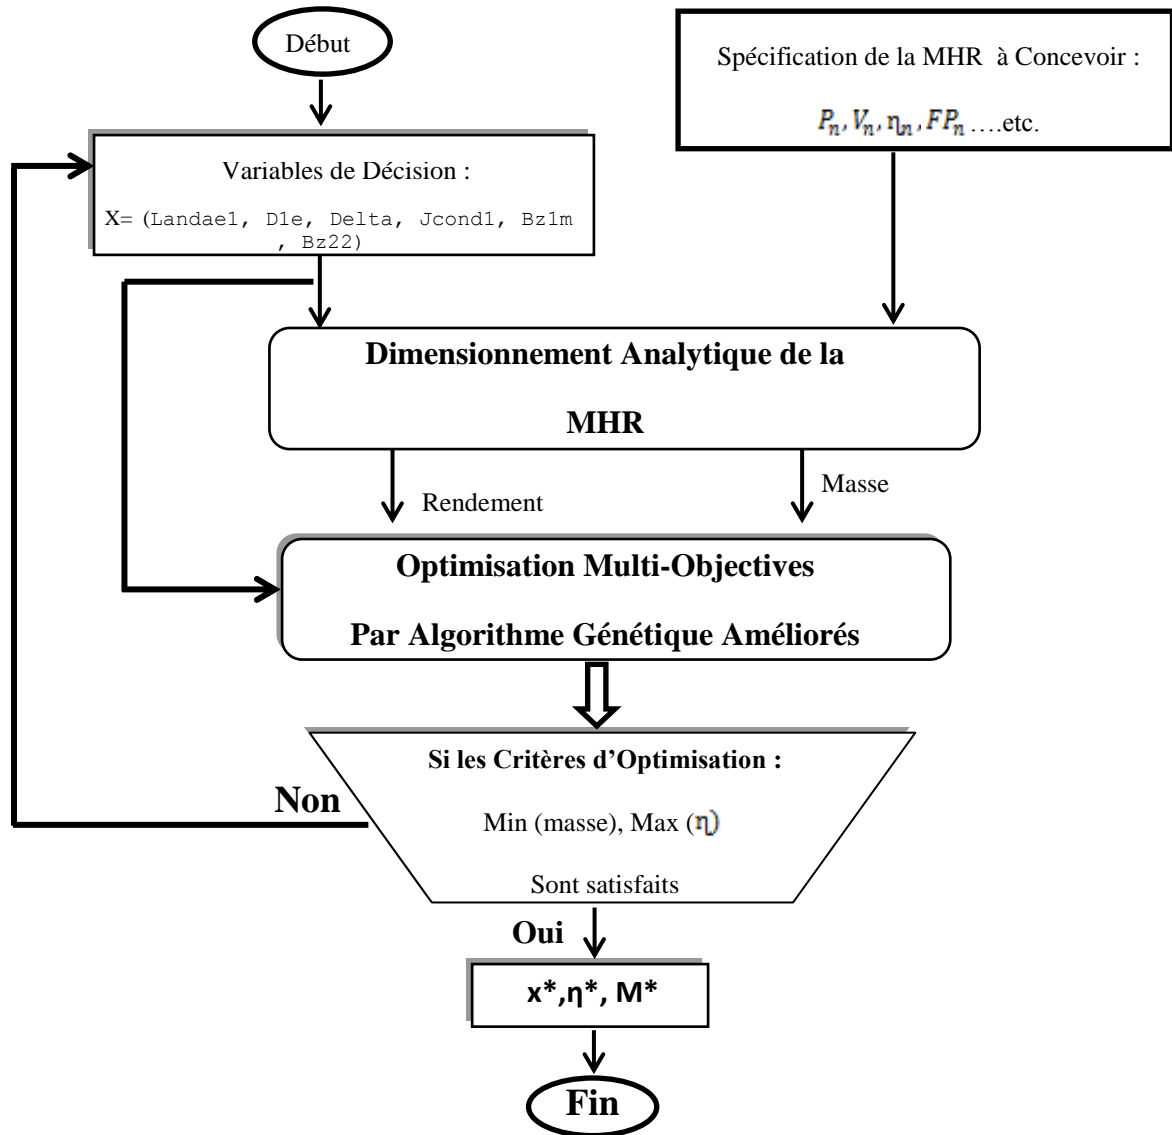 Début
Spécification de la MHR à Concevoir :
Pn, Vn, ηn, FPn ....etc.
Variables de Décision :
X= (Landae1, D1e, Delta, Jcond1, Bz1m
, Bz22)
Dimensionnement Analytique de la
MHR
Rendement
Masse
Optimisation Multi-Objectives
Par Algorithme Génétique Améliorés
Si les Critères d’Optimisation :
Non
Min (masse), Max (η)
Sont satisfaits
Oui
x*,η*, M*
Fin